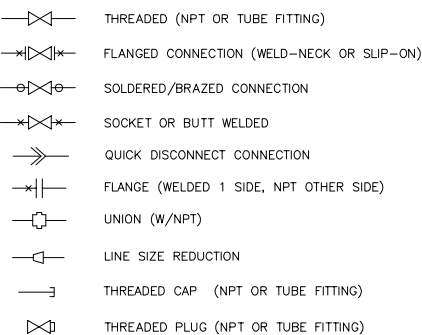 THREADED (NPT OR TUBE FITTING)
FLANGED CONNECTION (WELD-NECK OR SLIP-ON)
SOLDERED/BRAZED CONNECTION
SOCKET OR BUTT WELDED
QUICK DISCONNECT CONNECTION
FLANGE (WELDED 1 SIDE, NPT OTHER SIDE)
UNION (W/NPT)
LINE SIZE REDUCTION
THREADED CAP (NPT OR TUBE FITTING)
THREADED PLUG (NPT OR TUBE FITTING)